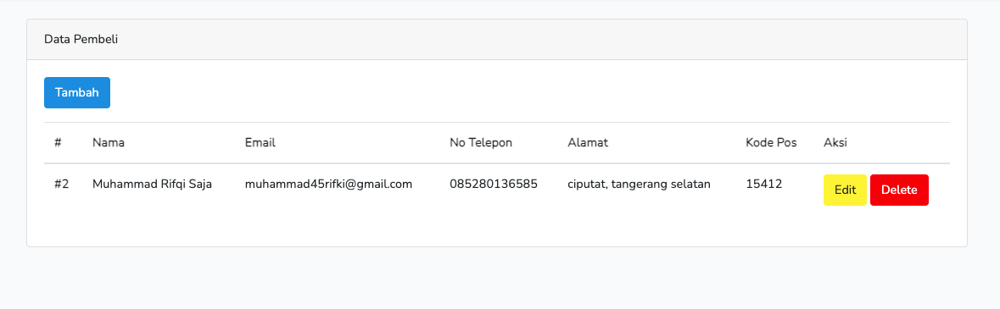 Data Pembeli
Tambah
# Nama Email No Telepon Alamat Kode Pos Aksi
#2 Muhammad Rifqi Saja muhammad45rifki@gmail.com 085280136585 ciputat, tangerang selatan 15412 Edit Delete